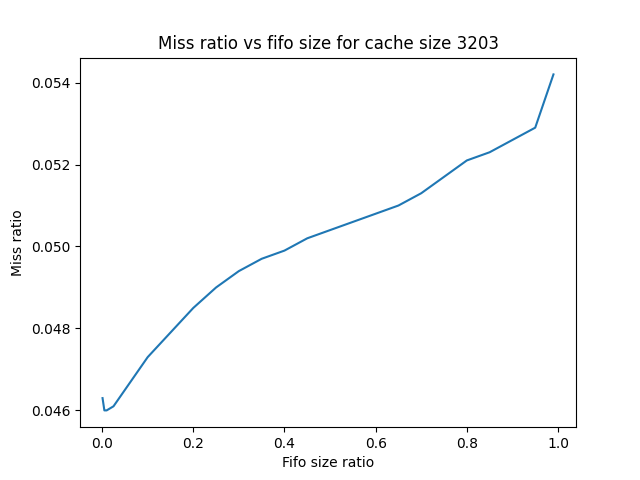 Miss ratio vs fifo size for cache size 3203
Miss ratio
0.054
0.052
0.050
0.048
0.046
0.0 0.2 0.4 0.6 0.8 1.0
Fifo size ratio